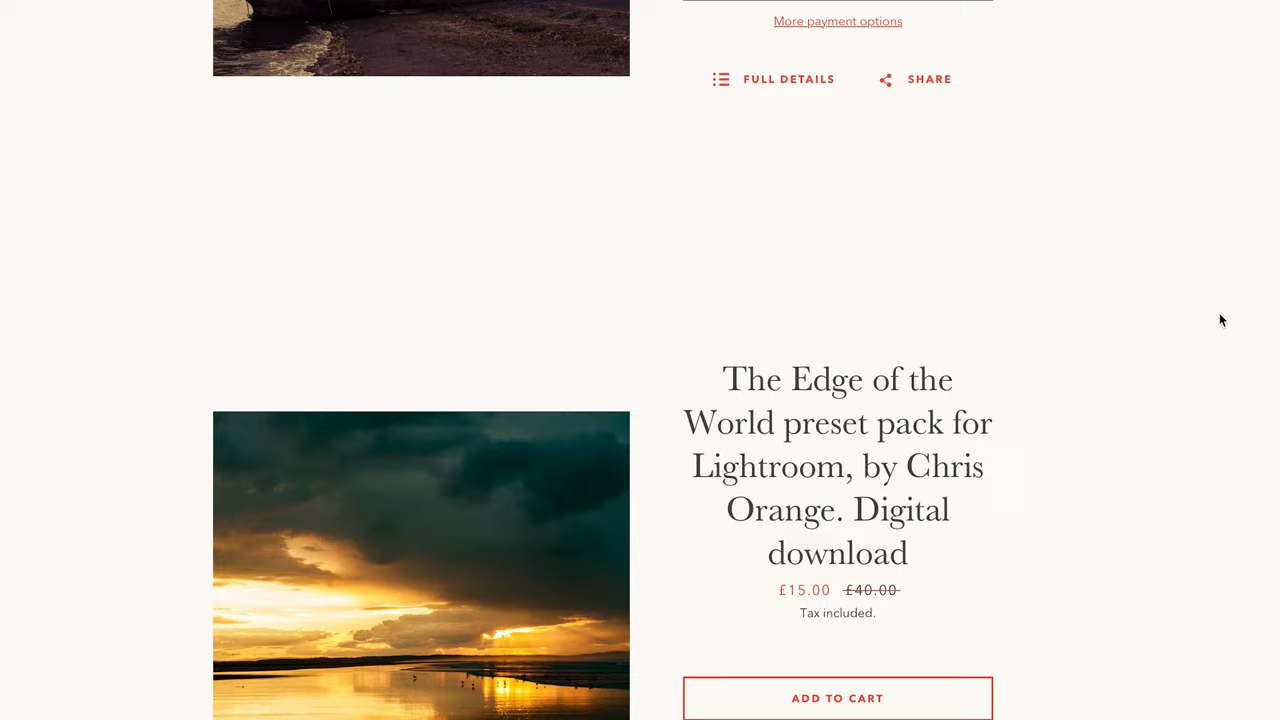 More payment options
FULL DETAILS
SHARE
The Edge of the
World preset pack for
Lightroom, by Chris
Orange. Digital
download
£15.00 £40.00
Tax included.
ADD TO CART